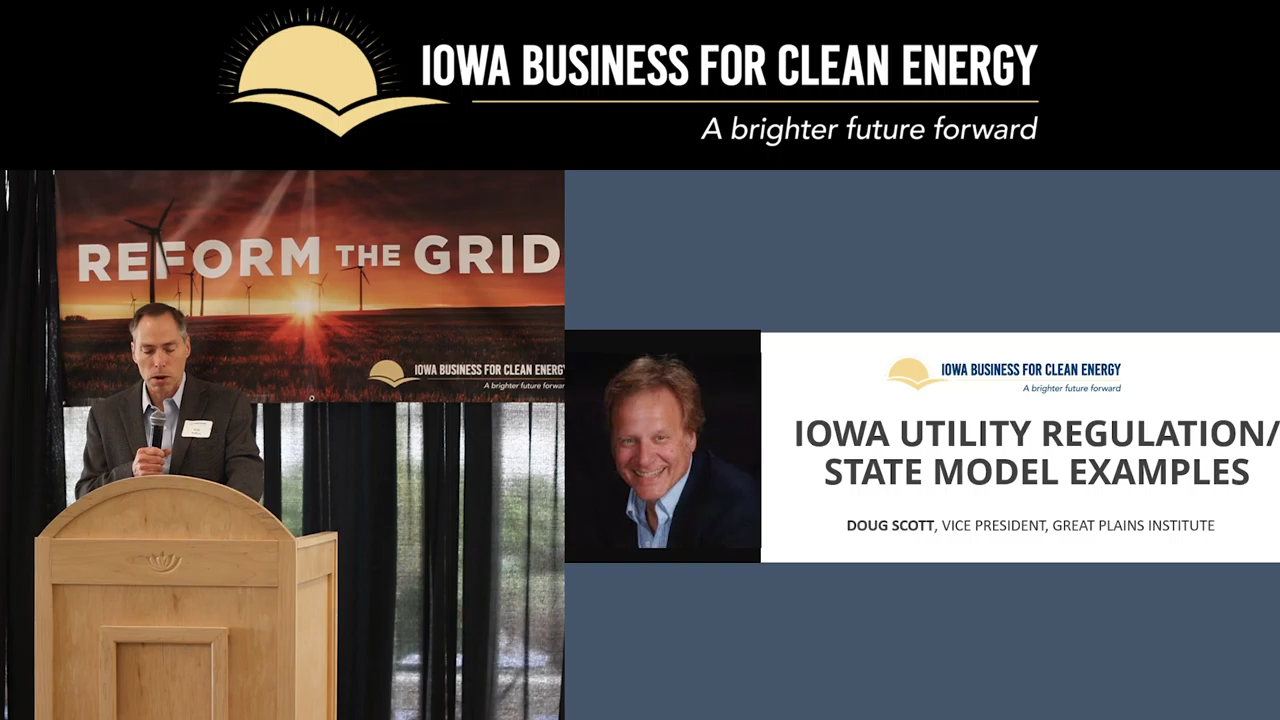 IOWA BUSINESS FOR CLEAN ENERGY
A brighter future forward
REFORM THE GRID
IOWA BUSINESS FOR CLEAN ENERGY
A brighter future forwar
IOWA BUSINESS FOR CLEAN ENERGY
A brighter future forward
IOWA UTILITY REGULATION/
STATE MODEL EXAMPLES
DOUG SCOTT, VICE PRESIDENT, GREAT PLAINS INSTITUTE